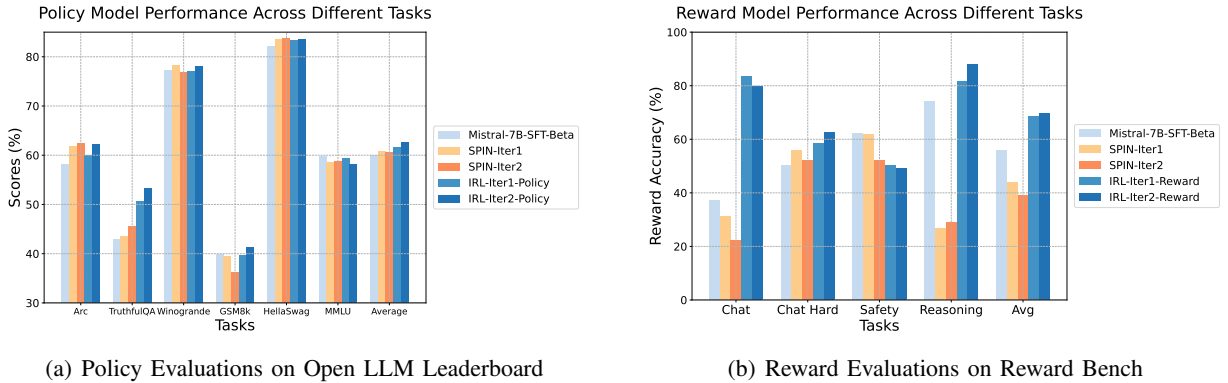 Policy Model Performance Across Different Tasks
Scores (%)
80
70
60
50
40
30
Arc TruthfulQA Winogrande GSM8k HellaSwag MMLU Average
Tasks
Mistral-7B-SFT-Beta
SPIN-Iter1
SPIN-Iter2
IRL-Iter1-Policy
IRL-Iter2-Policy
(a) Policy Evaluations on Open LLM Leaderboard
Reward Model Performance Across Different Tasks
Reward Accuracy (%)
100
80
60
40
20
0
Chat Chat Hard Safety Reasoning Avg
Tasks
Mistral-7B-SFT-Beta
SPIN-Iter1
SPIN-Iter2
IRL-Iter1-Reward
IRL-Iter2-Reward
(b) Reward Evaluations on Reward Bench